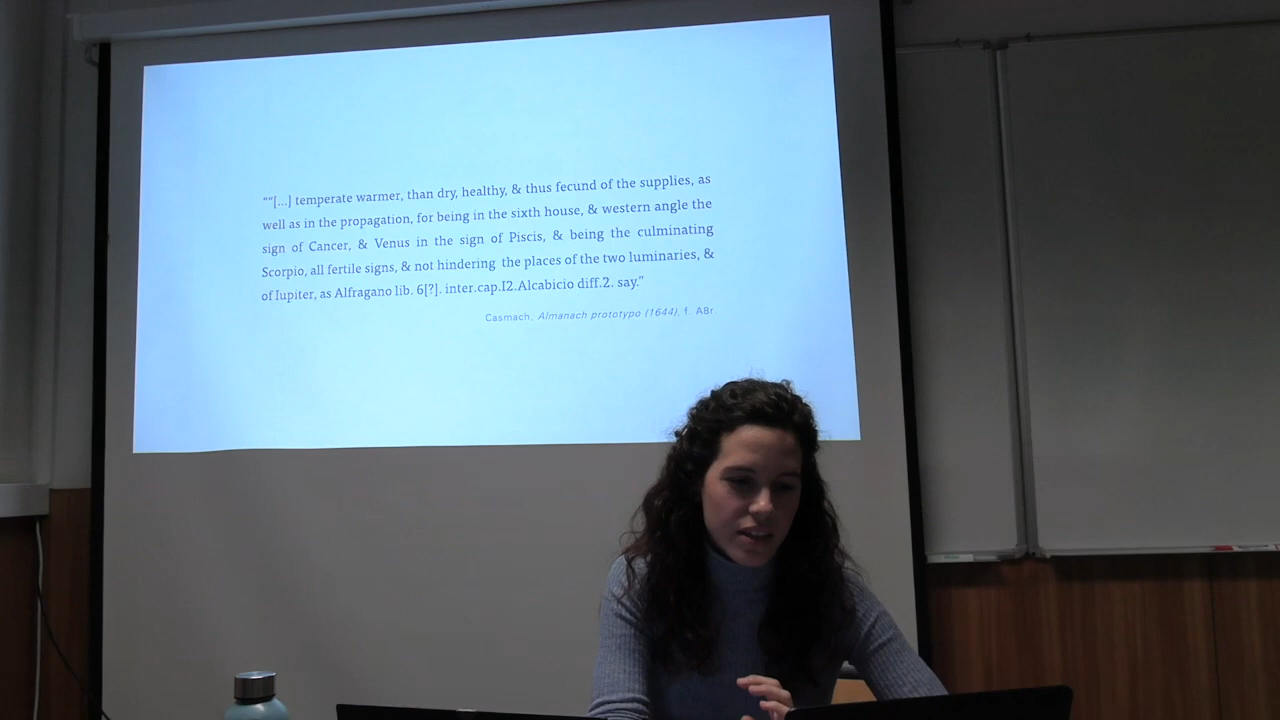 ““[...] temperate warmer, than dry, healthy, & thus fecund of the supplies, as
well as in the propagation, for being in the sixth house, & western angle the
sign of Cancer, & Venus in the sign of Piscis, & being the culminating
Scorpio, all fertile signs, & not hindering the places of the two luminaries, &
of Iupiter, as Alfragano lib. 6[?]. inter.cap.I2.Alcabicio diff.2. say.”
Casmach, Almanach prototypo (1644), f. A8r